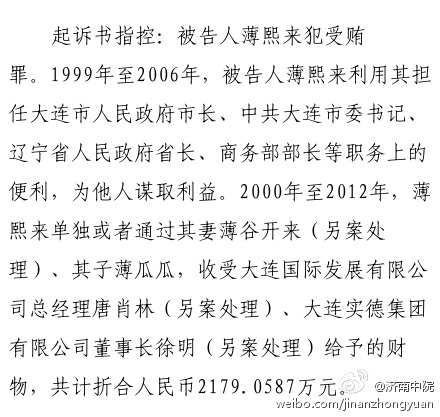 起诉书指控：被告人薄熙来犯受贿
罪。1999年至2006年，被告人薄熙来利用其担
任大连市人民政府市长、中共大连市委书记、
辽宁省人民政府省长、商务部部长等职务上的
便利，为他人谋取利益。2000年至2012年，薄
熙来单独或者通过其妻薄谷开来（另案处
理）、其子薄瓜瓜，收受大连国际发展有限公
司总经理唐肖林（另案处理）、大连实德集团
有限公司董事长徐明（另案处理）给予的财
物，共计折合人民币2179.0587万元。
@济南中院
weibo.com/jinanzhongyuan